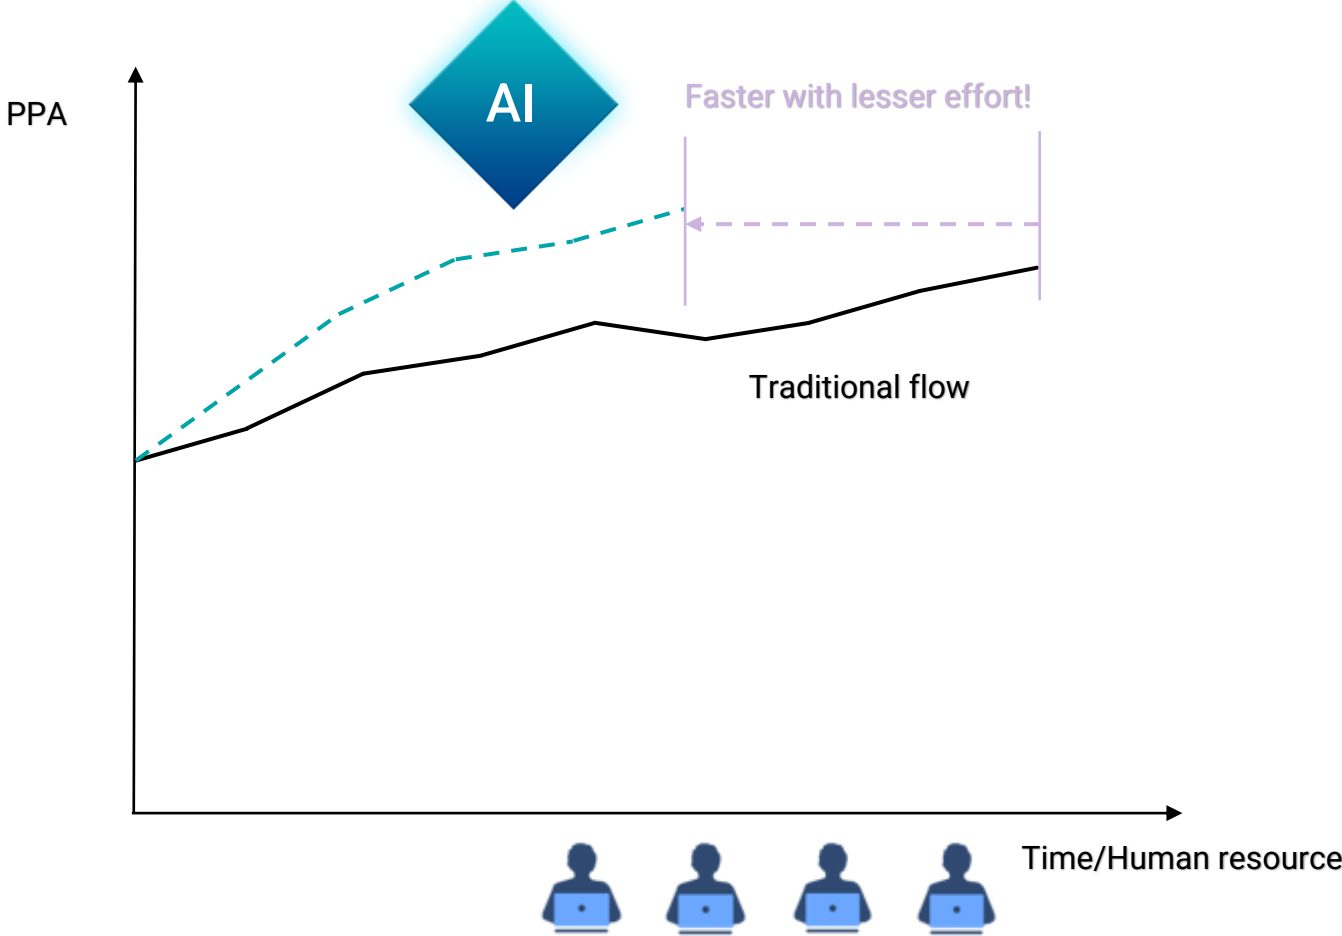 AI
Faster with lesser effort!
PPA
Traditional flow
Time/Human resource